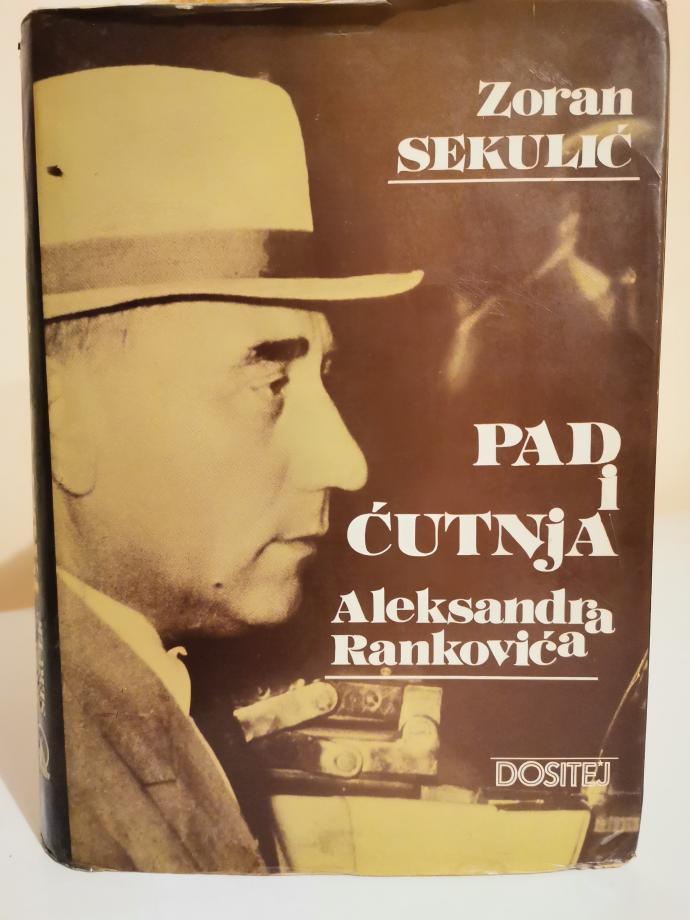 Zoran
SEKULIĆ
PAD
i
ĆUTNjA
Aleksandra
Rankovića
DOSITEJ